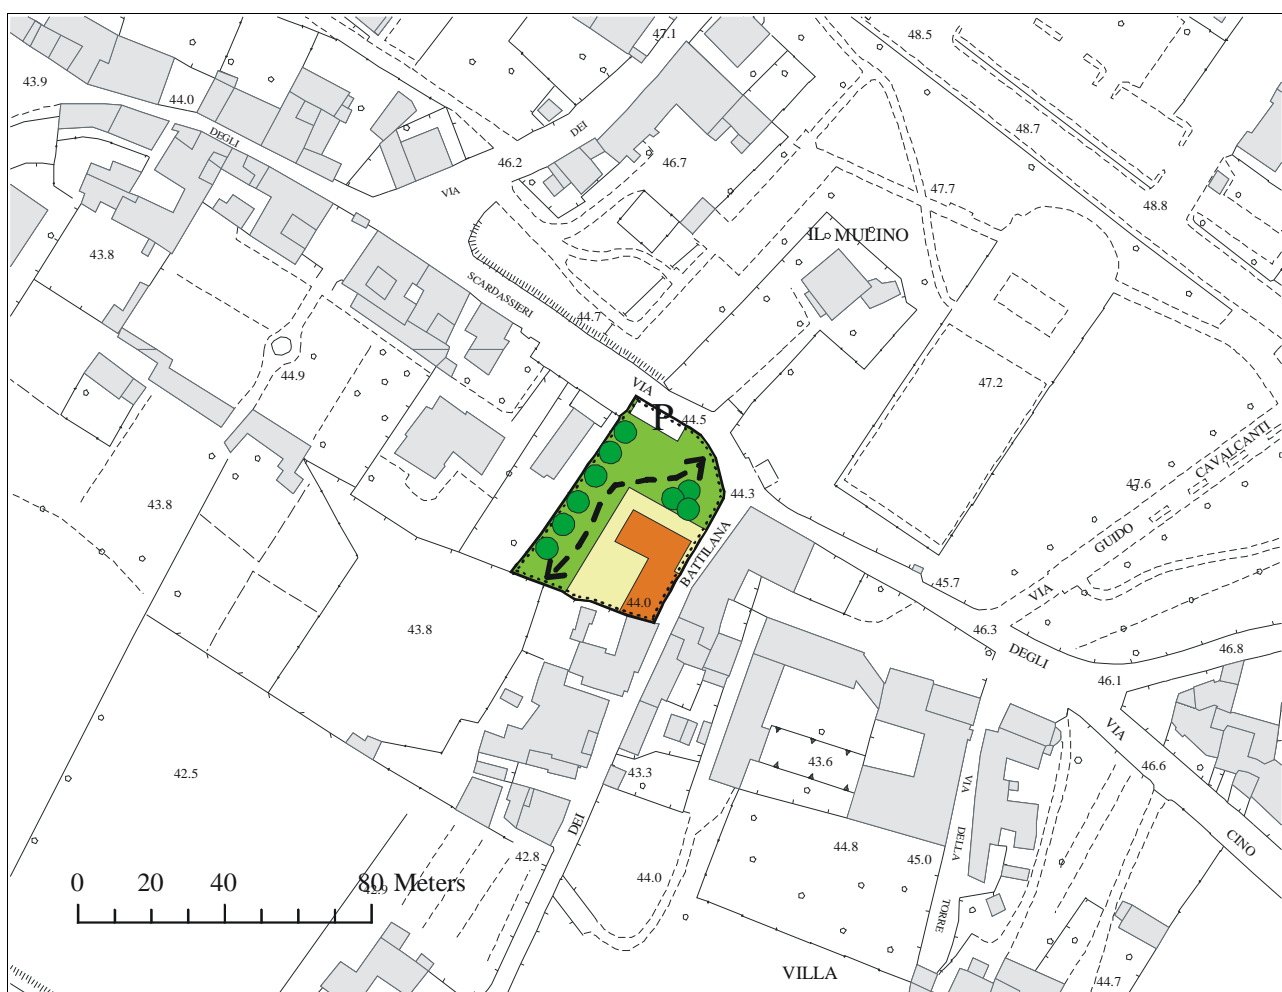 47.1
48.5
43.9
44.0
DEGLI
DEI
48.7
46.2
46.7
VIA
47.7
48.8
IL MULINO
43.8
SCARDASSIERI
44.7
47.2
44.9
VIA
P
44.5
CAVALCANTI
47.6
44.3
43.8
GUIDO
BATTILANA
45.7
VIA
44.0
43.8
46.3
DEGLI
46.8
46.1
VIA
42.5
43.3
43.6
46.6
VIA
DEI
DELLA
CINO
42.8
44.8
45.0
44.0
0 20 40 80 Meters
42.9
TORRE
VILLA
44.7